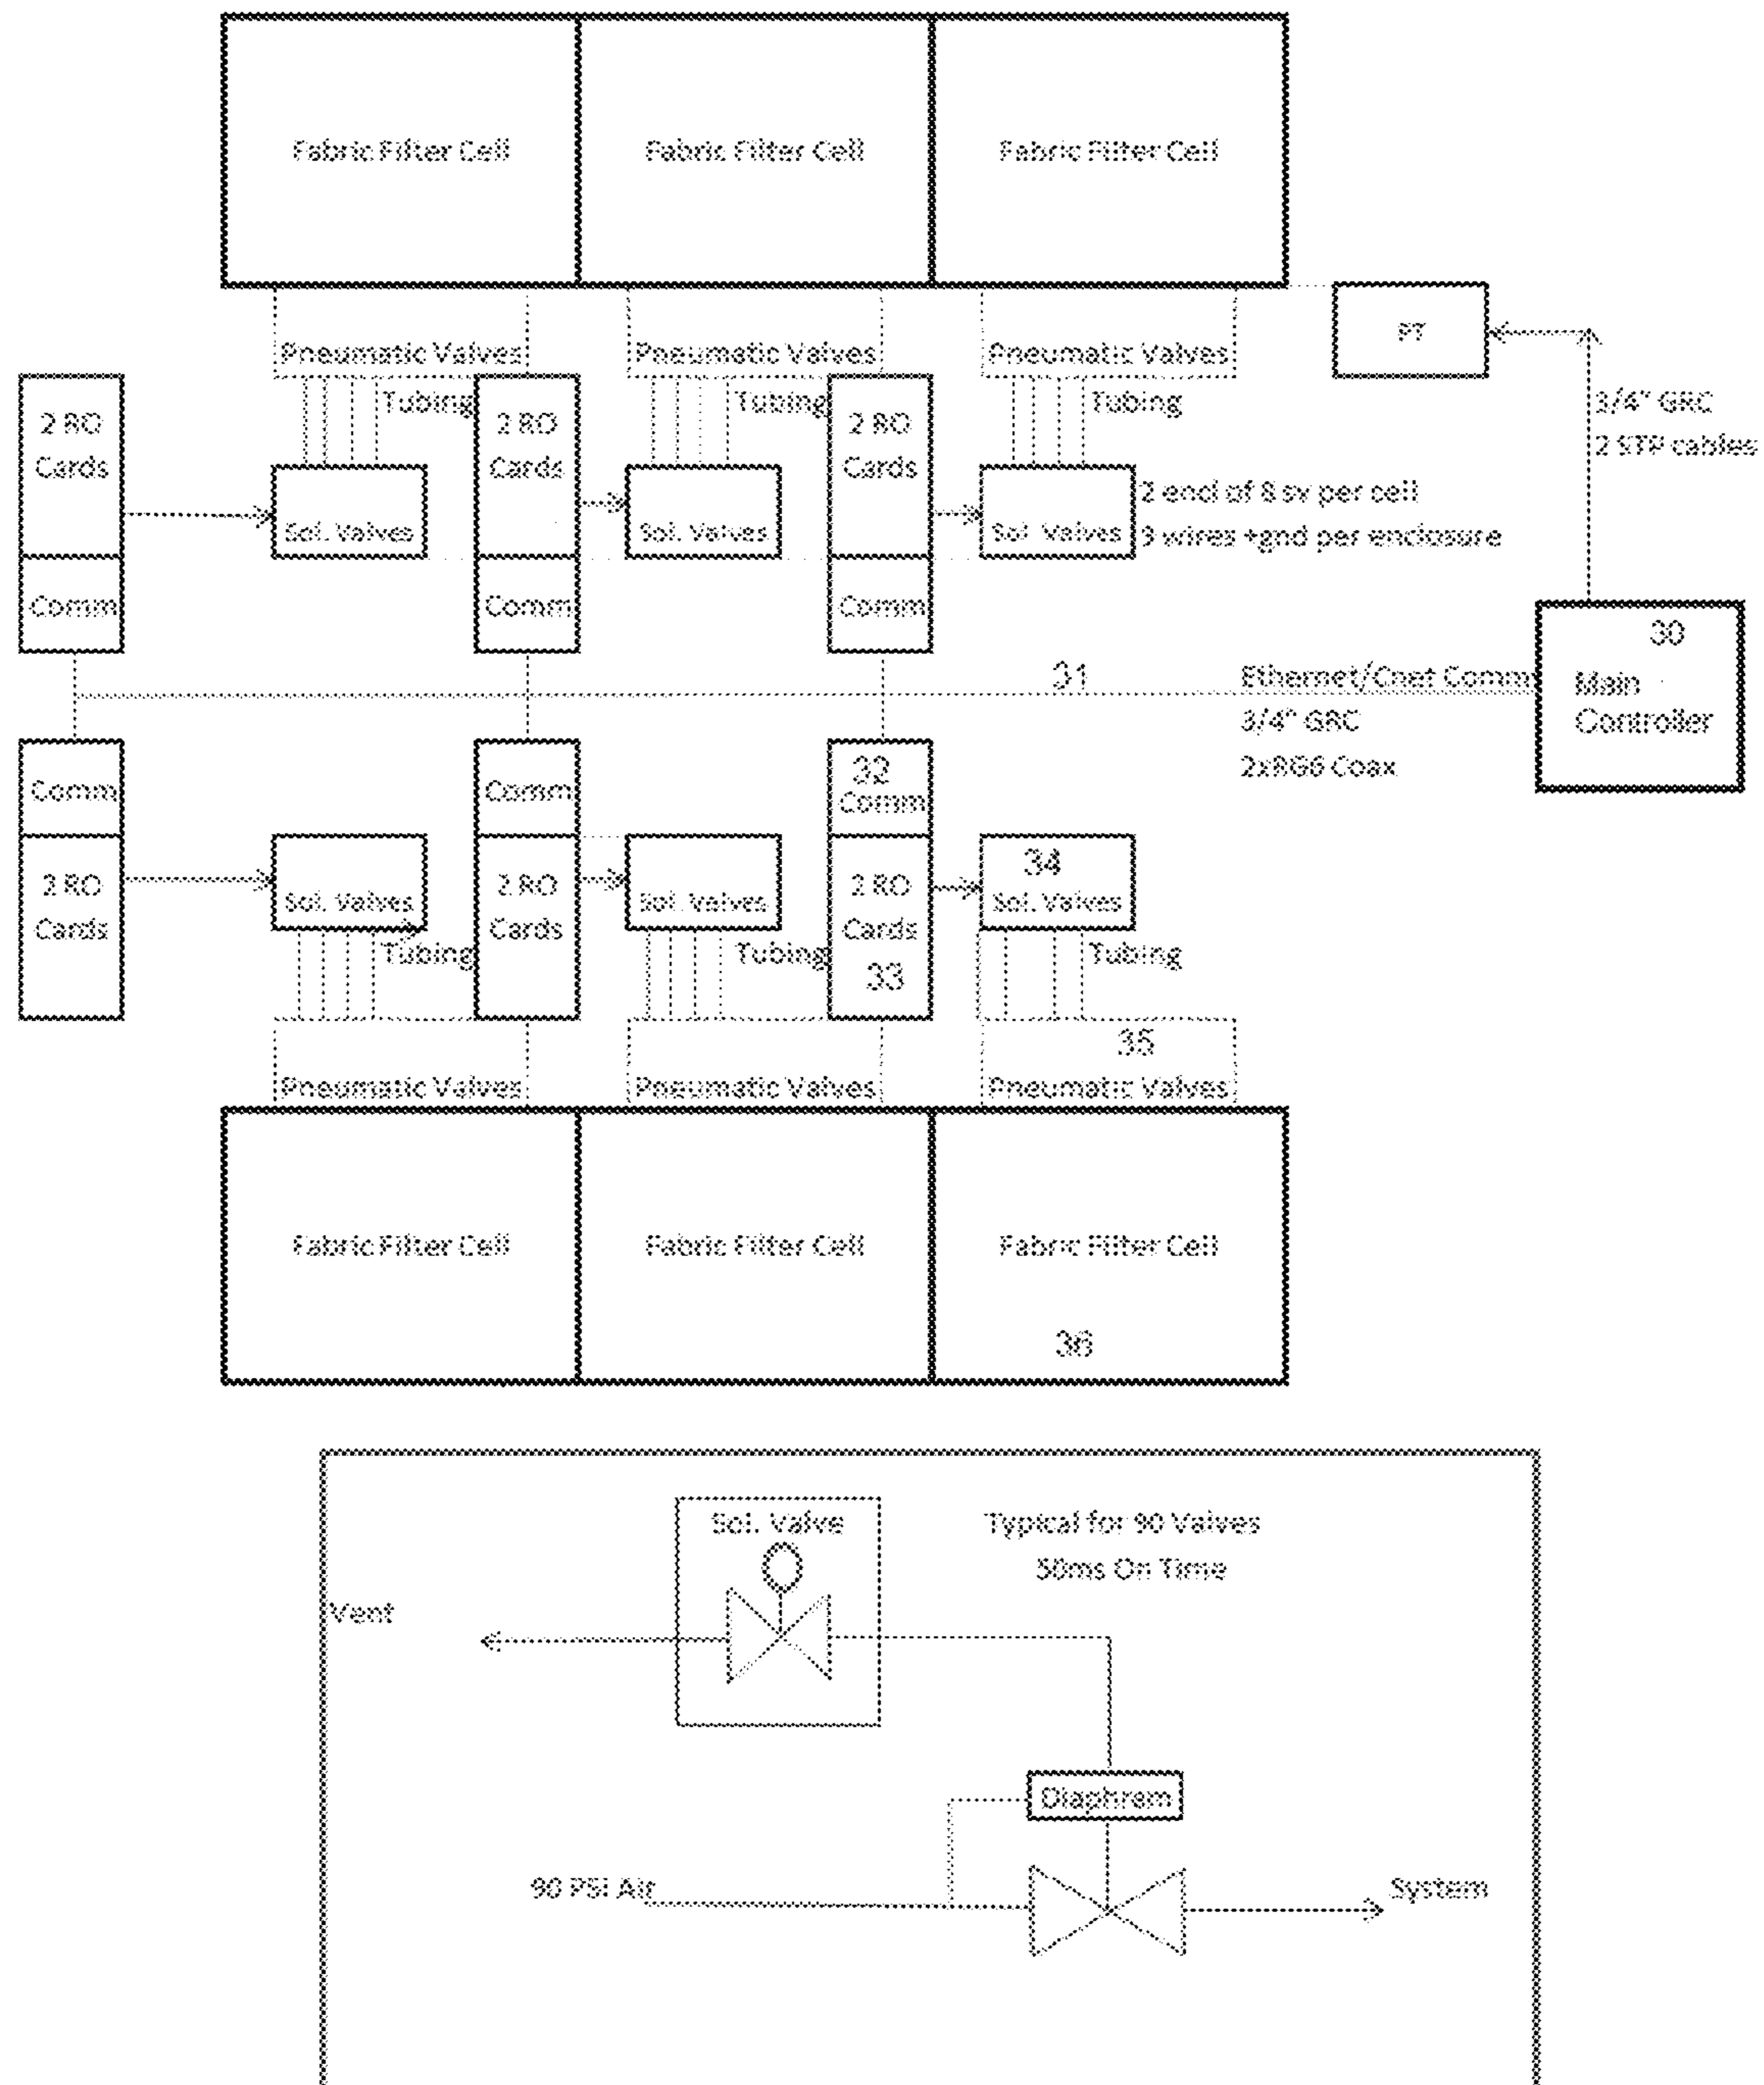 Fabric Filter Cell
Fabric Filter Cell
Fabric Filter Cell
Pneumatic Valves
Pneumatic Valves
Pneumatic Valves
PT
2 RO
Cards
Tubing
2 RO
Cards
Tubing
2 RO
Cards
Tubing
3/4" GRC
2 STP cables
Sol. Valves
Sol. Valves
Sol. Valves
2 encl of 8 sv per cell
9 wires +gnd per enclosure
Comm
Comm
Comm
31
Ethernet/Cnet Comm
3/4" GRC
2xRG6 Coax
30
Main
Controller
Comm
Comm
32
Comm
2 RO
Cards
Sol. Valves
Tubing
2 RO
Cards
Sol. Valves
Tubing
2 RO
Cards
33
34
Sol. Valves
Tubing
Pneumatic Valves
Pneumatic Valves
35
Pneumatic Valves
Fabric Filter Cell
Fabric Filter Cell
Fabric Filter Cell
36
Sol. Valve
Typical for 90 Valves
50ms On Time
Vent
Diaphrem
90 PSI Air
System